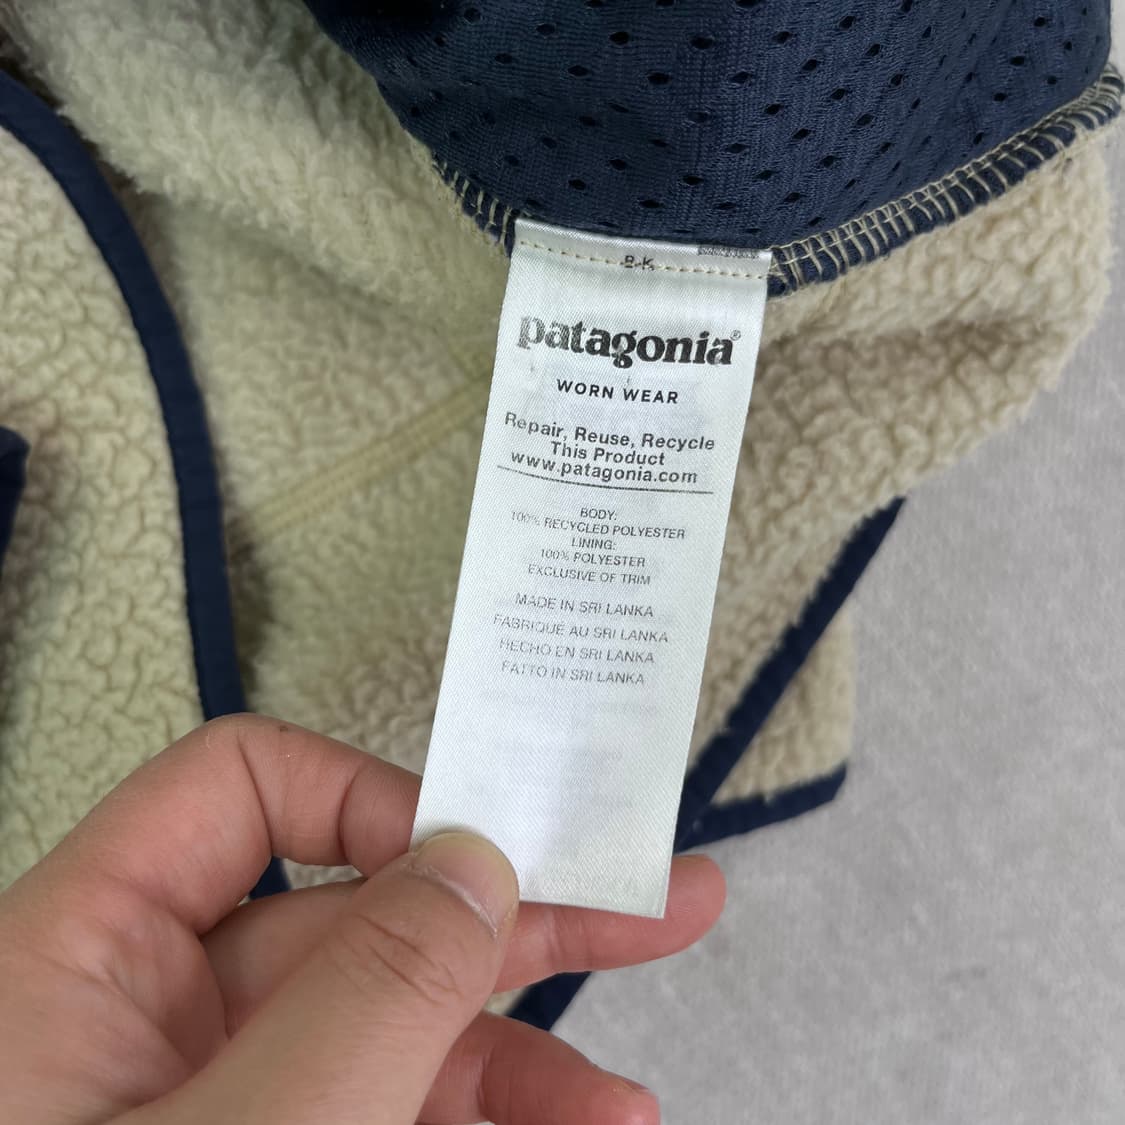 patagonia®
WORN WEAR
Repair, Reuse, Recycle
This Product
www.patagonia.com
BODY:
100% RECYCLED POLYESTER
LINING:
100% POLYESTER
EXCLUSIVE OF TRIM
MADE IN SRI LANKA
FABRIQUÉ AU SRI LANKA
HECHO EN SRI LANKA
FATTO IN SRI LANKA